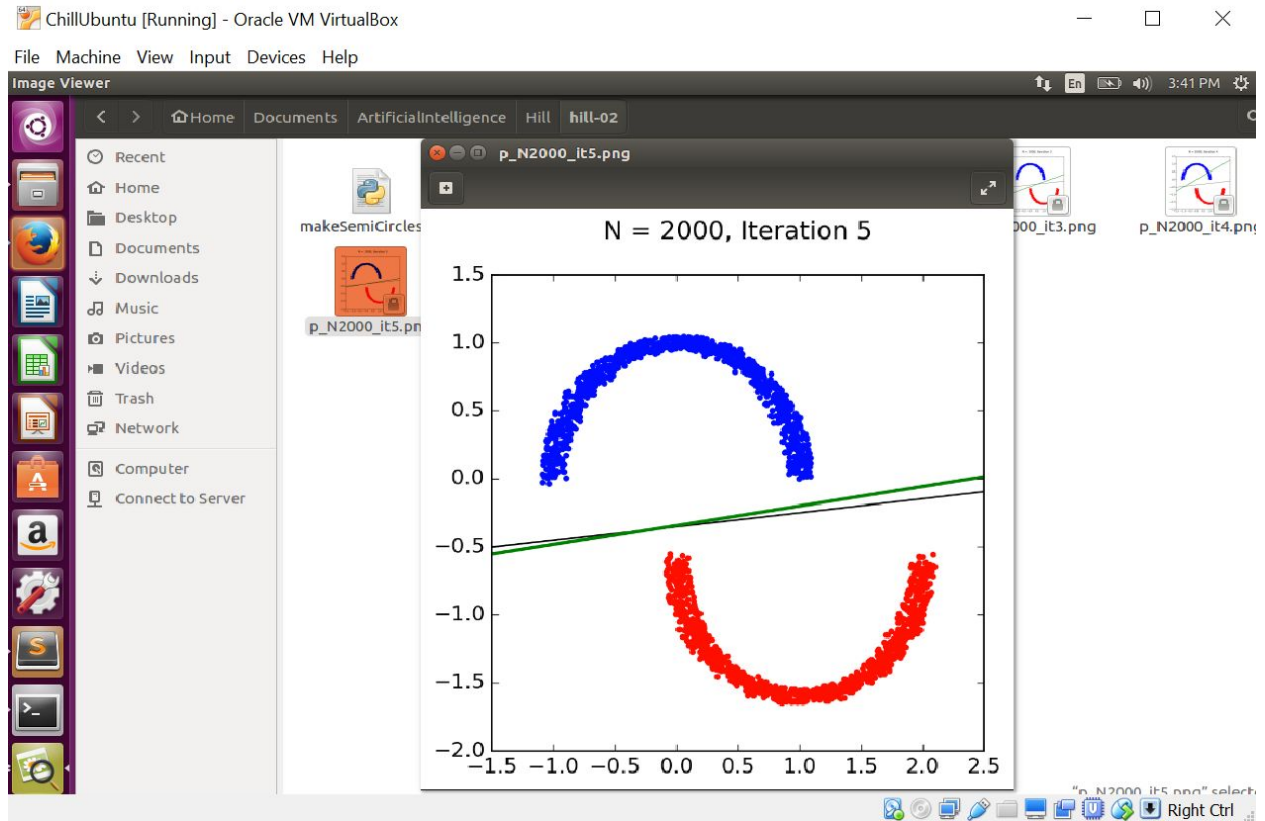 ChillUbuntu [Running] - Oracle VM VirtualBox
File Machine View Input Devices Help
Image Viewer
En
3:41 PM
Home Documents ArtificialIntelligence Hill hill-02
Recent
Home
Desktop
Documents
Downloads
Music
Pictures
Videos
Trash
Network
Computer
Connect to Server
makeSemiCircles
p_N2000_it5.pn
000_it3.png
p_N2000_it4.png
p_N2000_it5.png
N = 2000, Iteration 5
1.5
1.0
0.5
0.0
−0.5
−1.0
−1.5
−2.0
−1.5 −1.0 −0.5 0.0 0.5 1.0 1.5 2.0 2.5
Right Ctrl